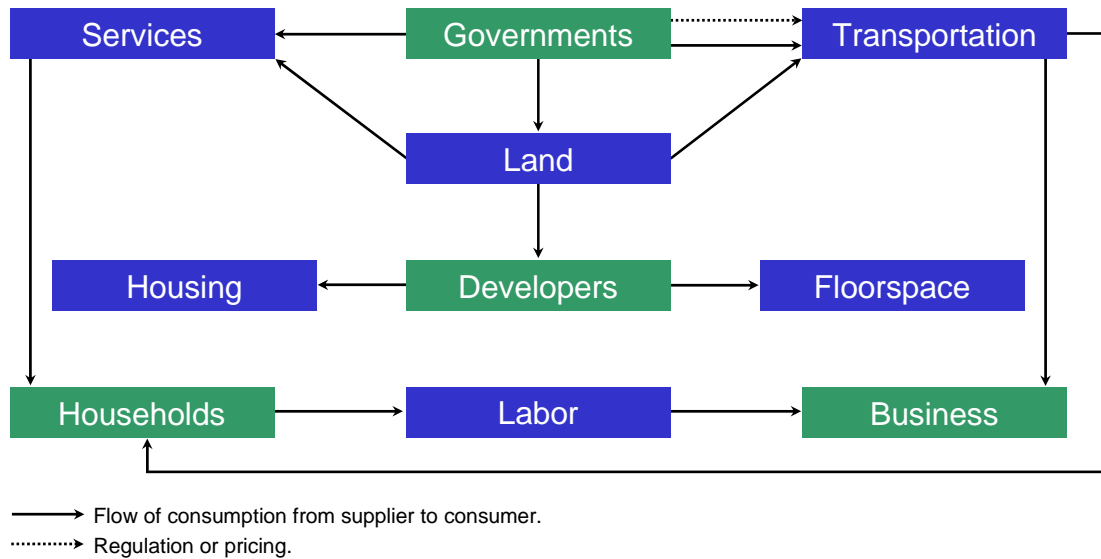 Services
Governments
Transportation
Land
Housing
Developers
Floorspace
Households
Labor
Business
Flow of consumption from supplier to consumer.
Regulation or pricing.